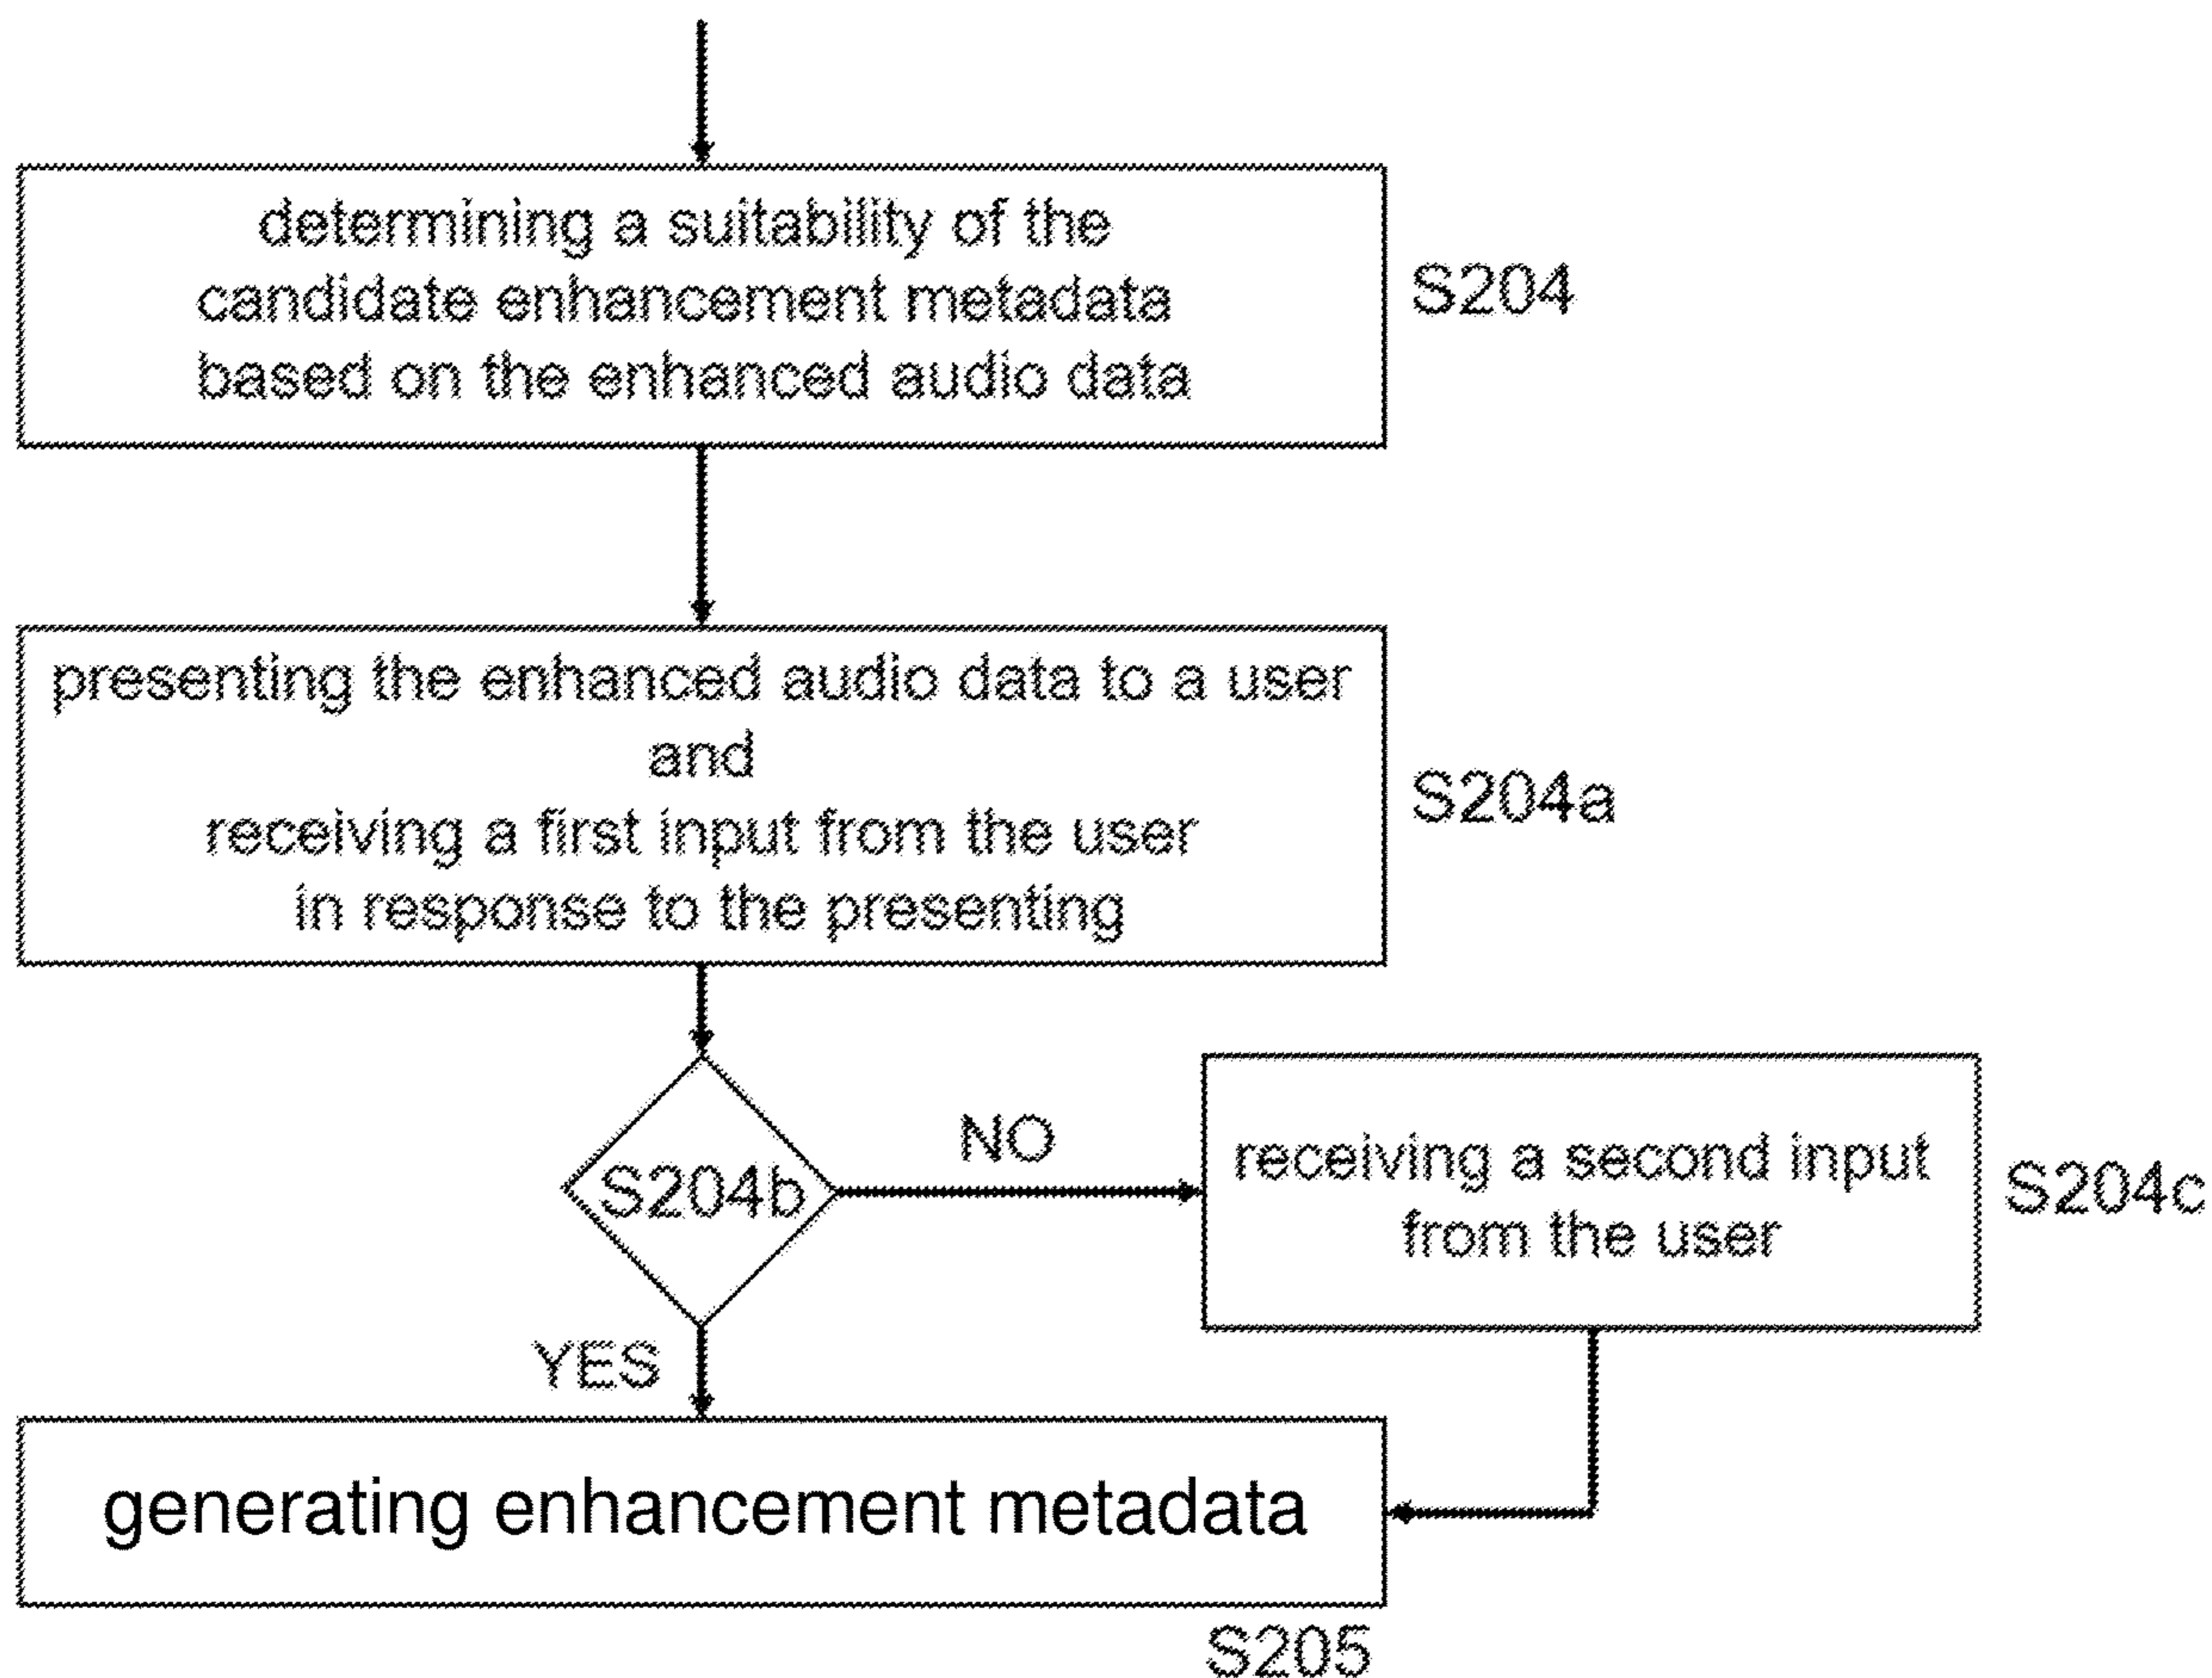 determining a suitability of the
candidate enhancement metadata
based on the enhanced audio data
S204
presenting the enhanced audio data to a user
and
receiving a first input from the user
in response to the presenting
S204a
S204b
NO
receiving a second input
from the user
S204c
YES
generating enhancement metadata
S205